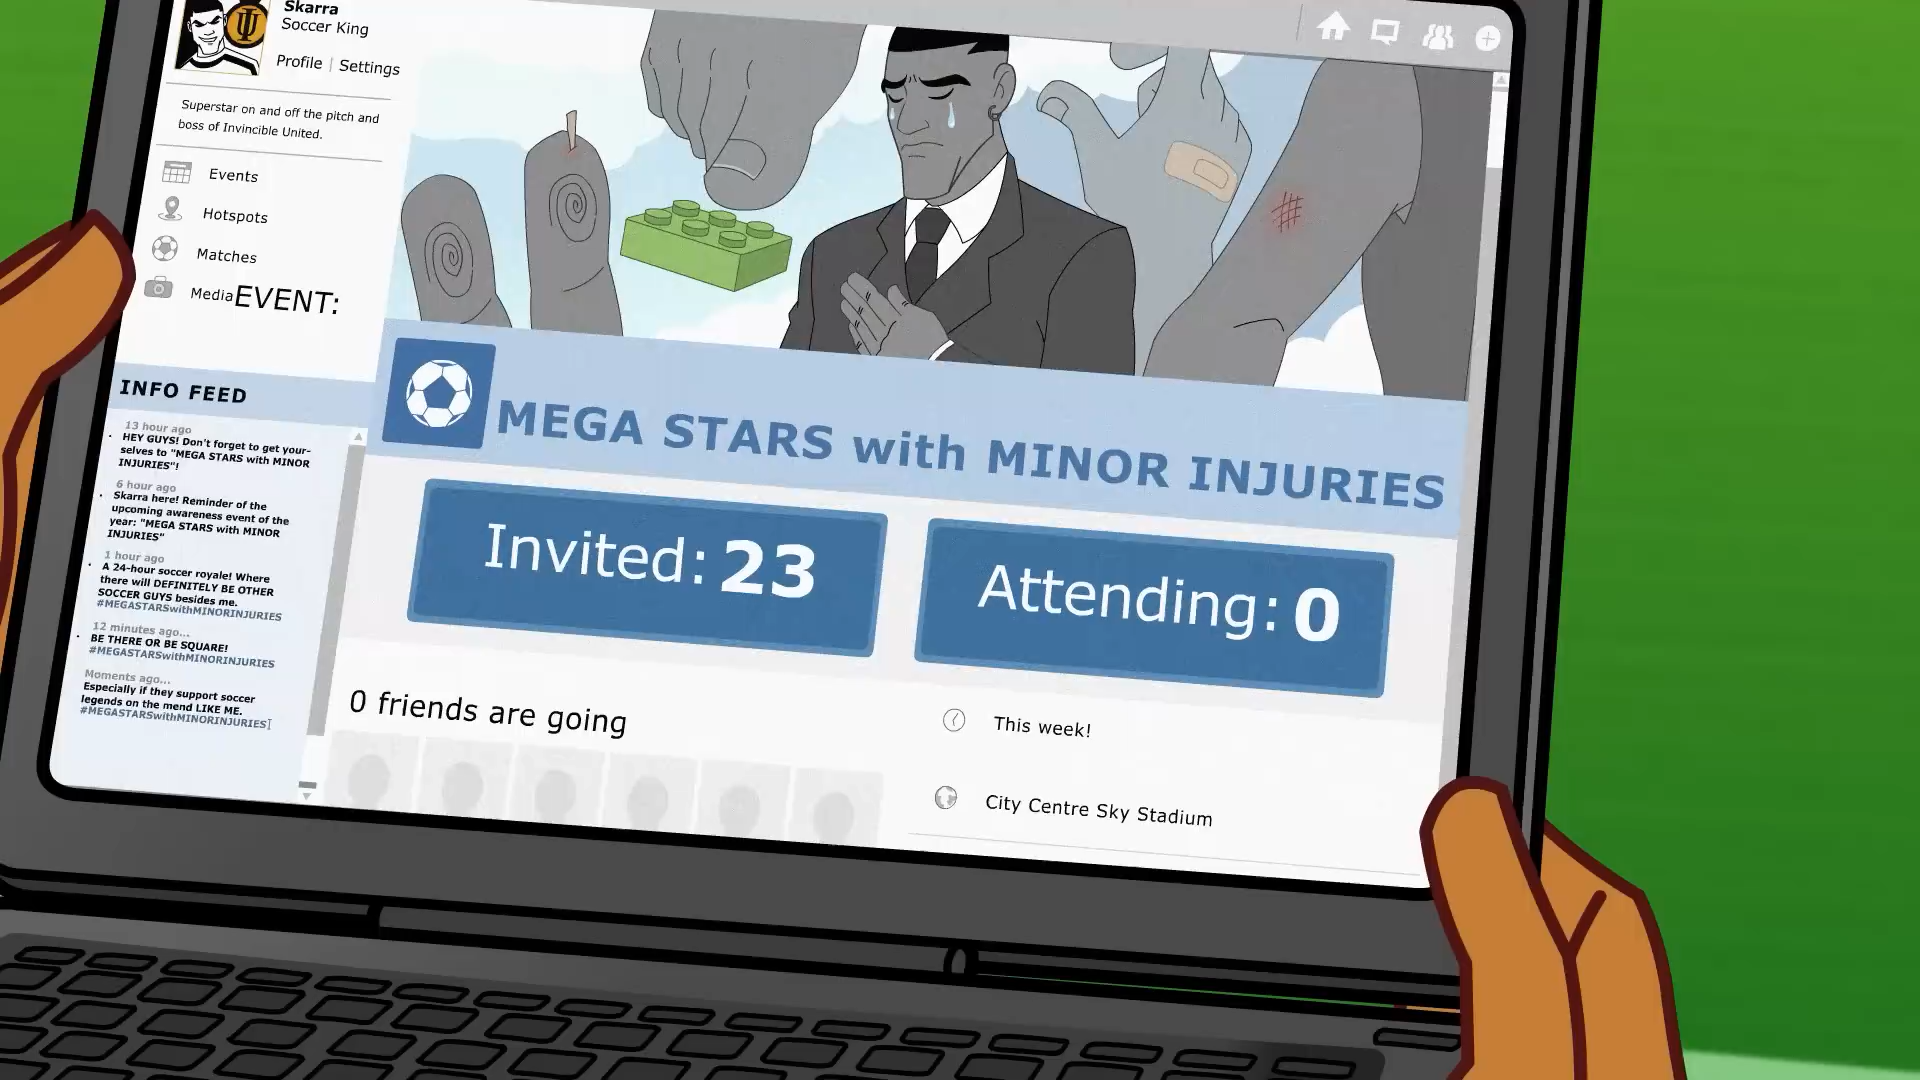 Skarra
Soccer King
Profile | Settings
Superstar on and off the pitch and
boss of Invincible United.
Events
Hotspots
Matches
Media
EVENT:
INFO FEED
13 hour ago
HEY GUYS! Don't forget to get your-
selves to "MEGA STARS with MINOR
INJURIES"!
6 hour ago
Skarra here! Reminder of the
upcoming awareness event of the
year: "MEGA STARS with MINOR
INJURIES"
1 hour ago
A 24-hour soccer royale! Where
there will DEFINITELY BE OTHER
SOCCER GUYS besides me.
#MEGASTARSwithMINORINJURIES
12 minutes ago...
BE THERE OR BE SQUARE!
#MEGASTARSwithMINORINJURIES
Moments ago...
Especially if they support soccer
legends on the mend LIKE ME.
#MEGASTARSwithMINORINJURIES
MEGA STARS with MINOR INJURIES
Invited: 23
Attending: 0
0 friends are going
This week!
City Centre Sky Stadium